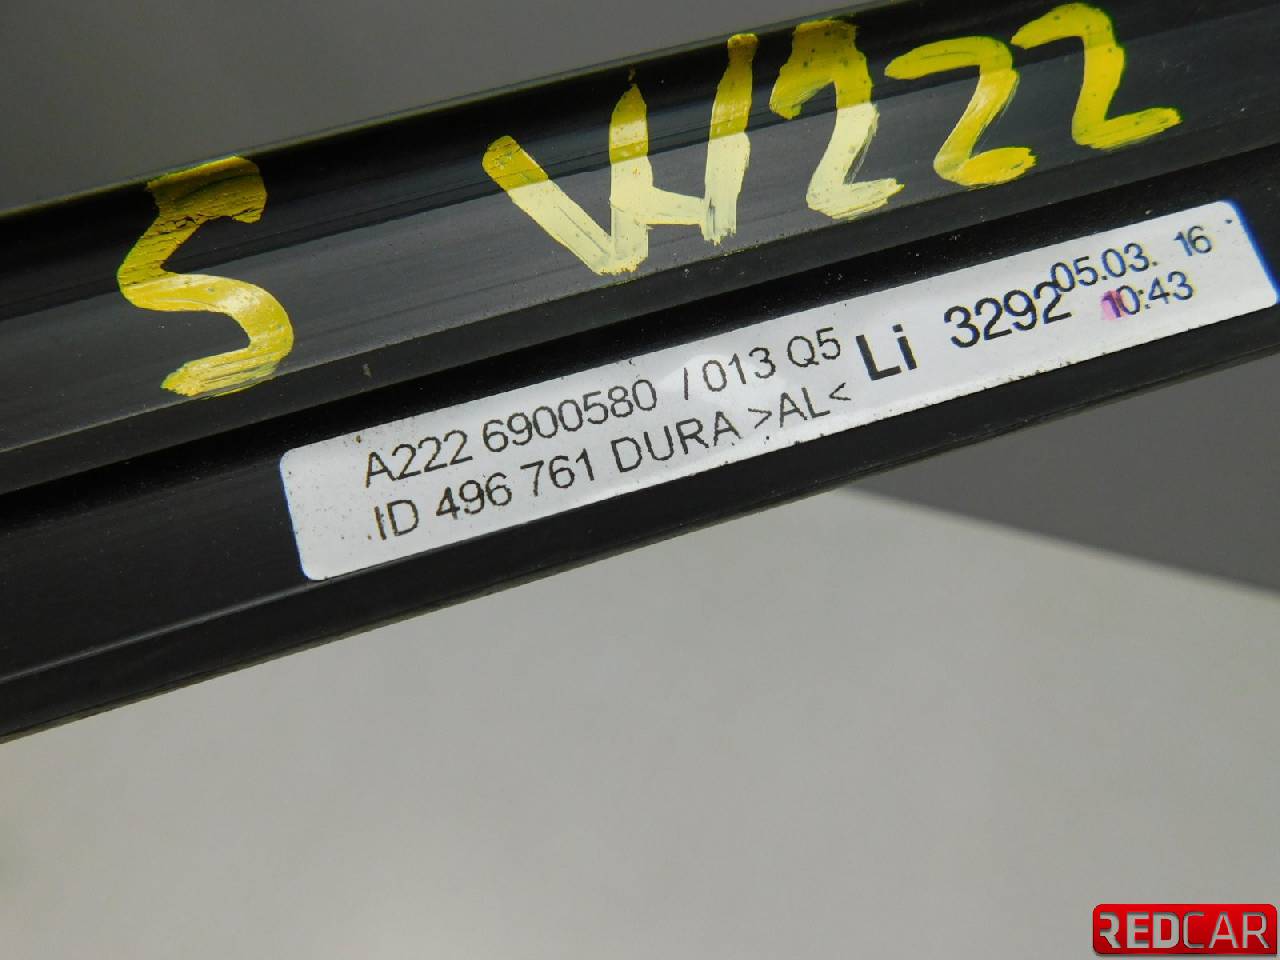 S W222
A222 6900580 / 013 Q5 Li 3292 05.03. 16
ID 496 761 DURA >AL< 10:43
REDCAR